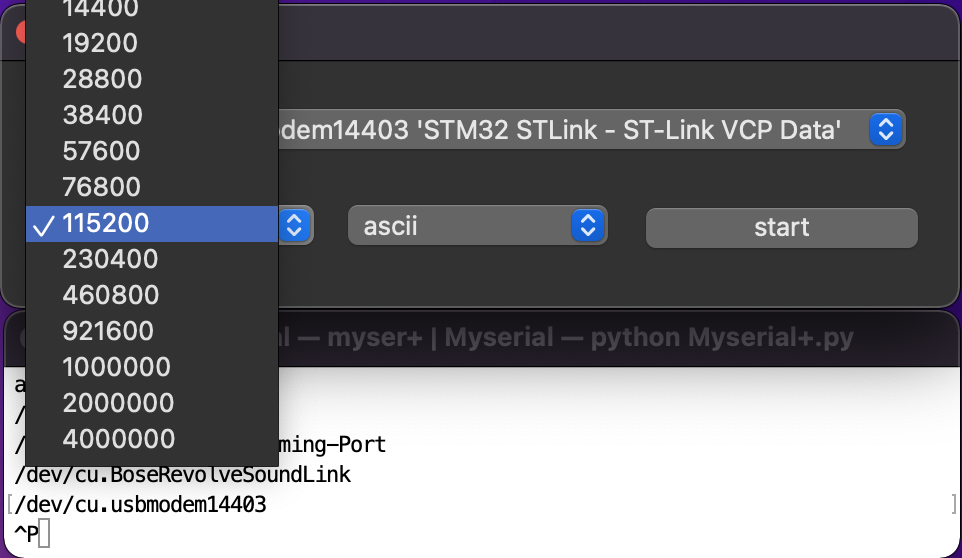 14400
19200
28800
38400
odem14403 'STM32 STLink - ST-Link VCP Data'
57600
76800
✓ 115200
ascii
start
230400
460800
921600
— myser+ | Myserial — python Myserial+.py
1000000
2000000
4000000
/
/
ming-Port
/dev/cu.BoseRevolveSoundLink
[/dev/cu.usbmodem14403 ]
^P